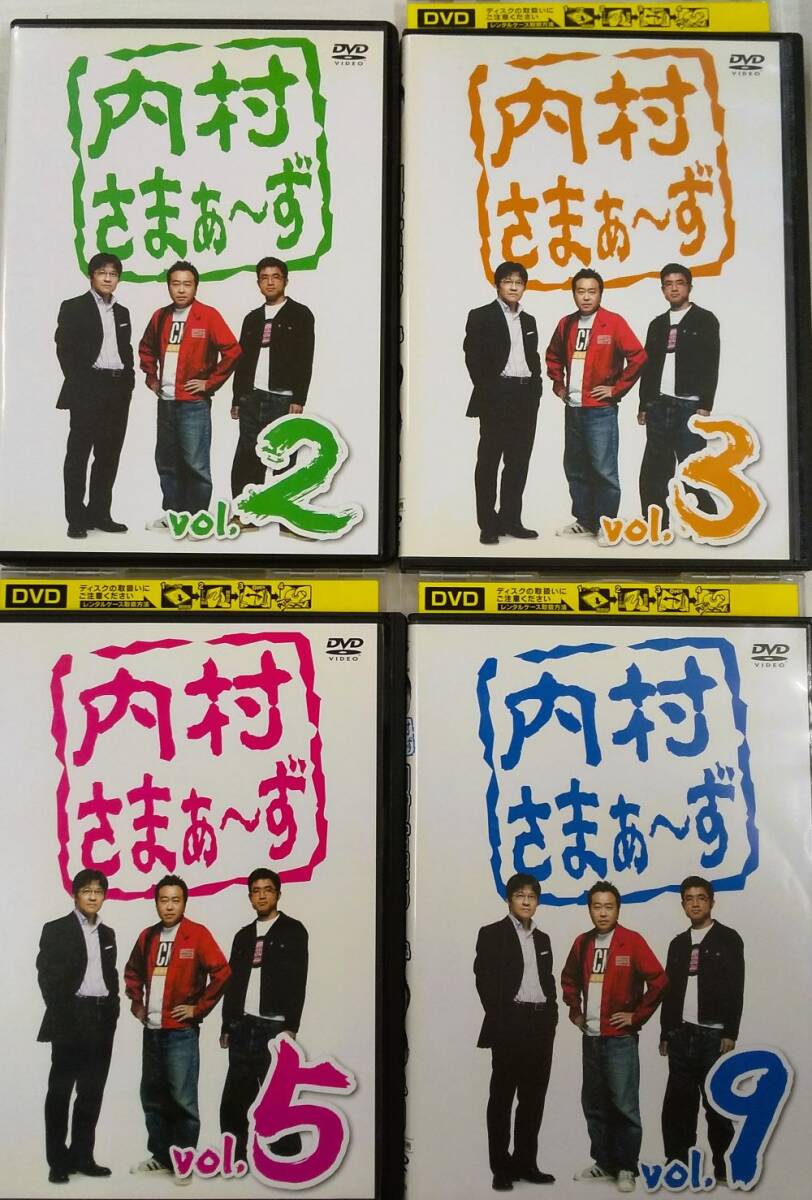 DVD
VIDEO
内村
さまぁ～ず
vol.2
DVD
ディスクの取扱いに
ご注意ください
レンタルケース取扱方法
DVD
VIDEO
内村
さまぁ～ず
vol.3
DVD
ディスクの取扱いに
ご注意ください
レンタルケース取扱方法
DVD
VIDEO
内村
さまぁ～ず
vol.5
DVD
ディスクの取扱いに
ご注意ください
レンタルケース取扱方法
DVD
VIDEO
内村
さまぁ～ず
vol.9